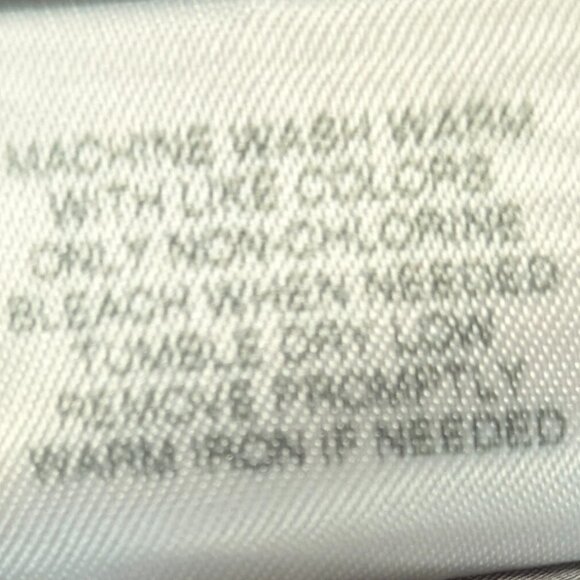 MACHINE WASH WARM
WITH LIKE COLORS
ONLY NON-CHLORINE
BLEACH WHEN NEEDED
TUMBLE DRY LOW
REMOVE PROMPTLY
WARM IRON IF NEEDED